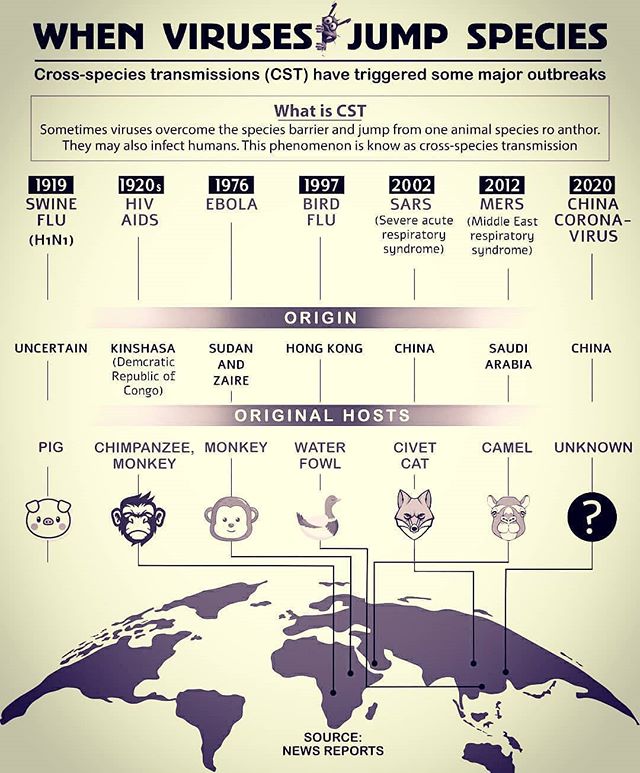 WHEN VIRUSES JUMP SPECIES
Cross-species transmissions (CST) have triggered some major outbreaks
What is CST
Sometimes viruses overcome the species barrier and jump from one animal species ro anthor.
They may also infect humans. This phenomenon is know as cross-species transmission
1919
SWINE
FLU
(H1N1)
1920s
HIV
AIDS
1976
EBOLA
1997
BIRD
FLU
2002
SARS
(Severe acute
respiratory
syndrome)
2012
MERS
(Middle East
respiratory
syndrome)
2020
CHINA
CORONA-
VIRUS
ORIGIN
UNCERTAIN
KINSHASA
(Demcratic
Republic of
Congo)
SUDAN
AND
ZAIRE
HONG KONG
CHINA
SAUDI
ARABIA
CHINA
ORIGINAL HOSTS
PIG
CHIMPANZEE,
MONKEY
MONKEY
WATER
FOWL
CIVET
CAT
CAMEL
UNKNOWN
?
SOURCE:
NEWS REPORTS